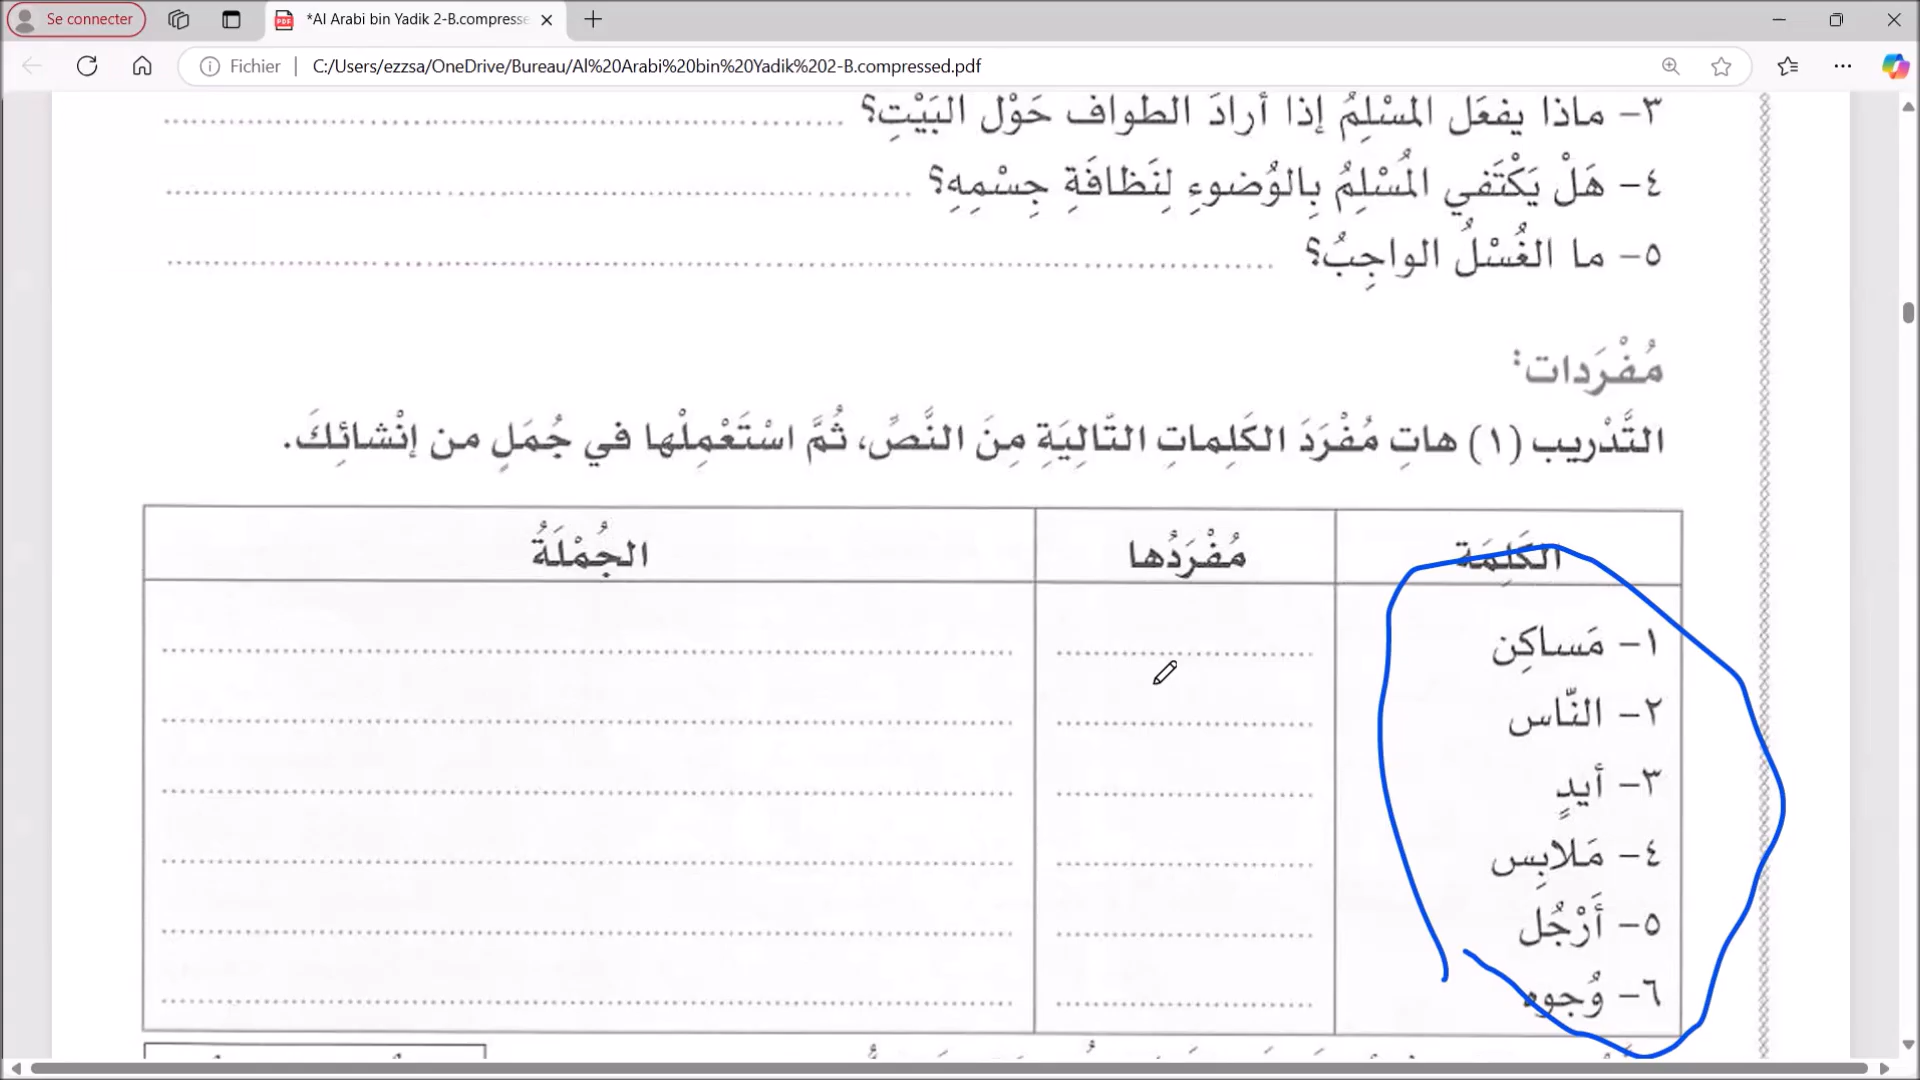 Se connecter
*Al Arabi bin Yadik 2-B.compresse
Fichier
C:/Users/ezzsa/OneDrive/Bureau/Al%20Arabi%20bin%20Yadik%202-B.compressed.pdf
٣- ماذا يفعَل المسْلِمُ إذا أرادَ الطواف حَوْل البَيْتِ؟
٤- هَلْ يَكْتَفي المُسْلِمُ بِالوُضوءِ لِنَظافَةِ جِسْمِهِ؟
٥- ما الغُسْلُ الواجِبُ؟
مُفْرَدات:
التَّدْريب (١) هاتِ مُفْرَدَ الكَلِماتِ التّالِيَةِ مِنَ النَّصِّ، ثُمَّ اسْتَعْمِلْها في جُمَلٍ من إنْشائِكَ.
الكَلِمَة مُفْرَدُها الجُمْلَةُ
١- مَساكِن
٢- النّاس
٣- أيدٍ
٤- مَلابِس
٥- أَرْجُل
٦- وُجوه